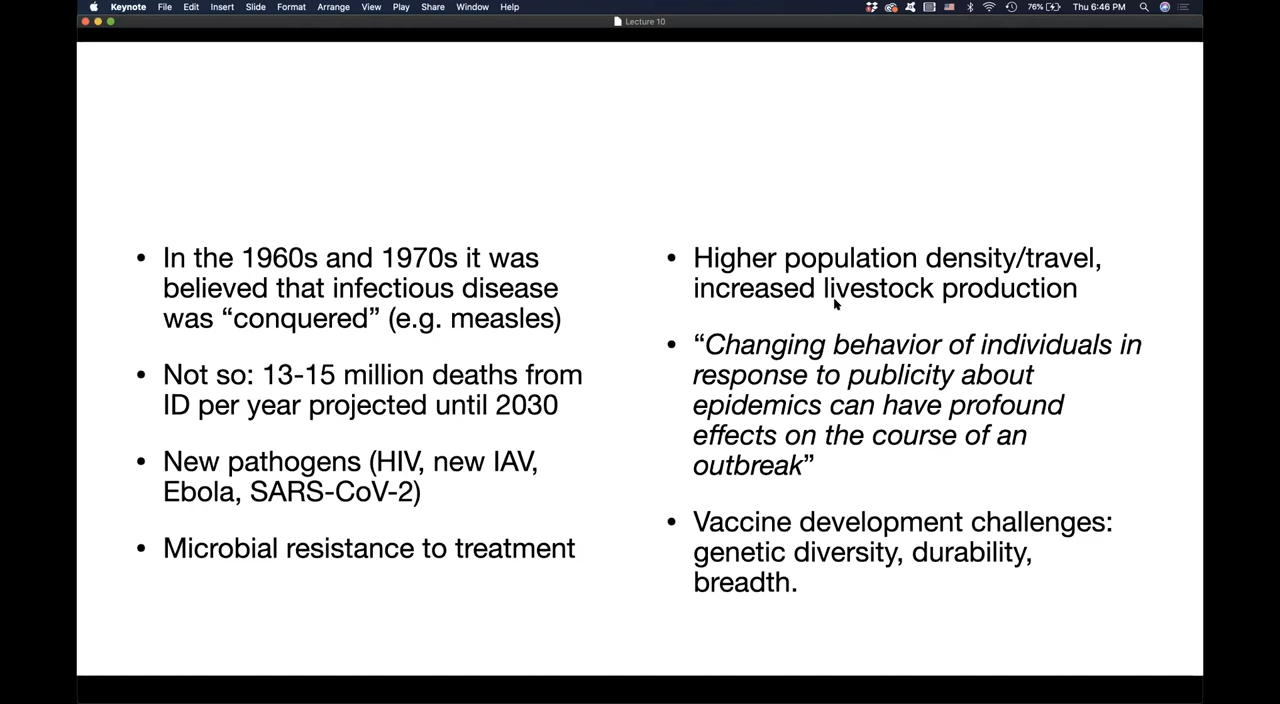 Keynote File Edit Insert Slide Format Arrange View Play Share Window Help 76% Thu 6:46 PM
Lecture 10
• In the 1960s and 1970s it was
believed that infectious disease
was “conquered” (e.g. measles)
• Not so: 13-15 million deaths from
ID per year projected until 2030
• New pathogens (HIV, new IAV,
Ebola, SARS-CoV-2)
• Microbial resistance to treatment
• Higher population density/travel,
increased livestock production
• “Changing behavior of individuals in
response to publicity about
epidemics can have profound
effects on the course of an
outbreak”
• Vaccine development challenges:
genetic diversity, durability,
breadth.